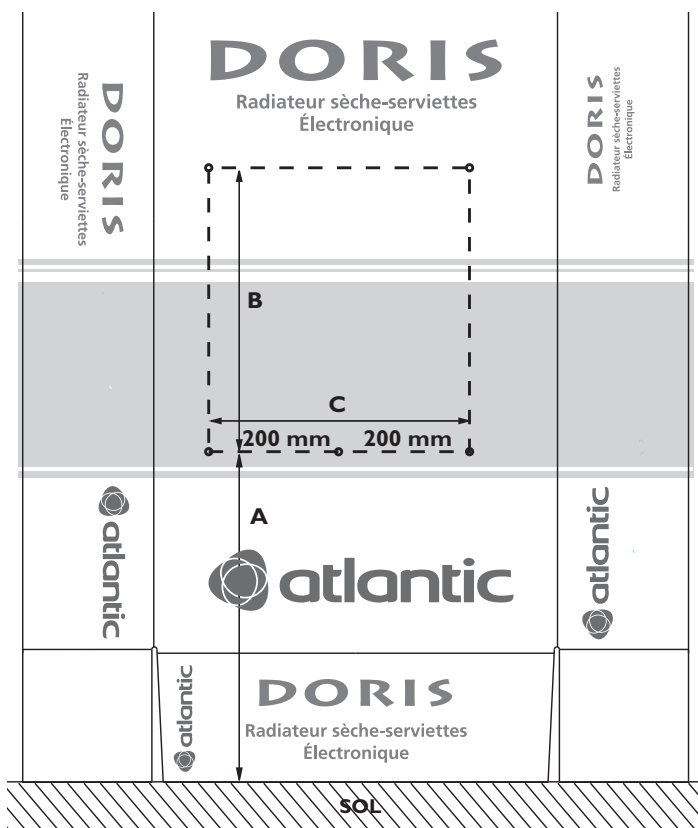 DORIS
Radiateur sèche-serviettes
Électronique
DORIS
Radiateur sèche-serviettes
Électronique
DORIS
Radiateur sèche-serviettes
Électronique
B
C
200 mm 200 mm
A
atlantic
atlantic
atlantic
atlantic
DORIS
Radiateur sèche-serviettes
Électronique
SOL